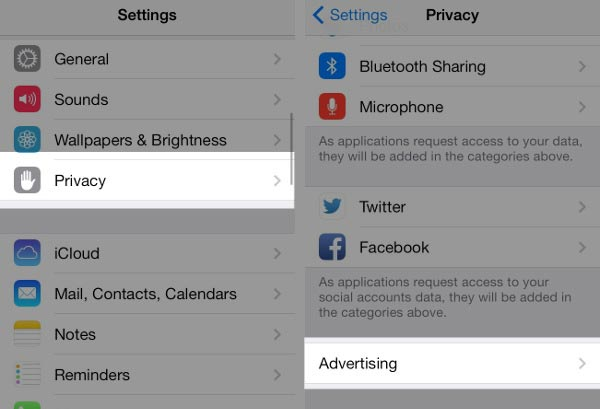 Settings
General
Sounds
Wallpapers & Brightness
Privacy
iCloud
Mail, Contacts, Calendars
Notes
Reminders
Settings
Privacy
Bluetooth Sharing
Microphone
As applications request access to your data,
they will be added in the categories above.
Twitter
Facebook
As applications request access to your
social accounts data, they will be added in
the categories above.
Advertising